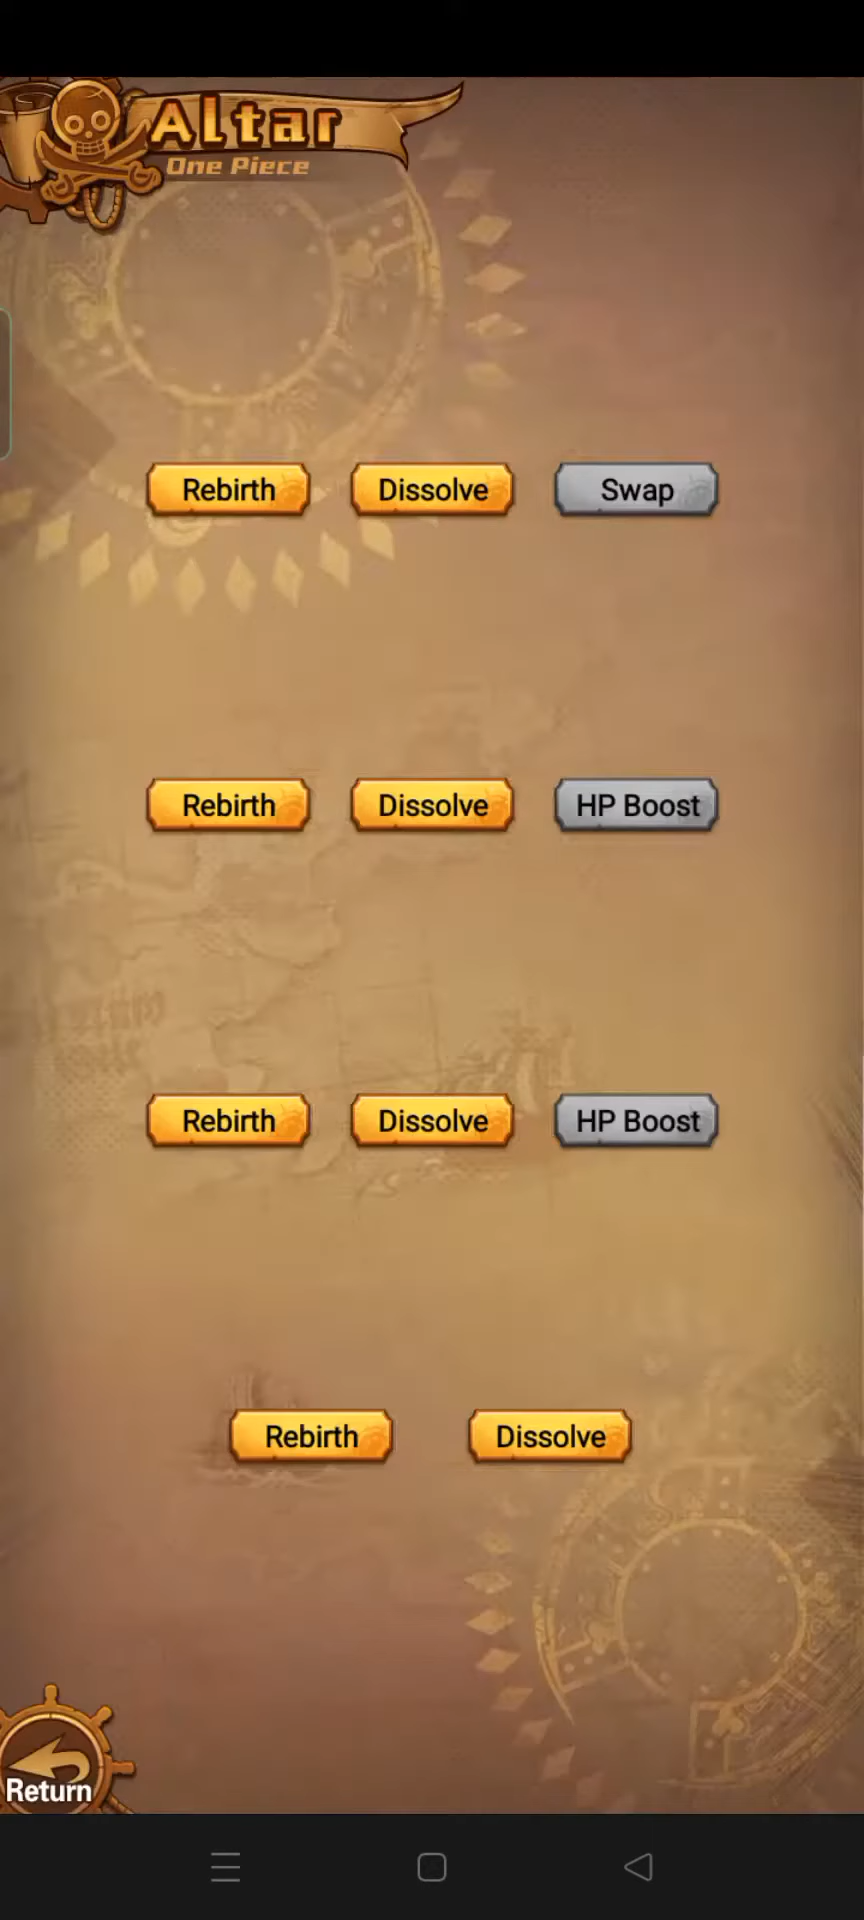 Altar
One Piece
Rebirth Dissolve Swap
Rebirth Dissolve HP Boost
Rebirth Dissolve HP Boost
Rebirth Dissolve
Return